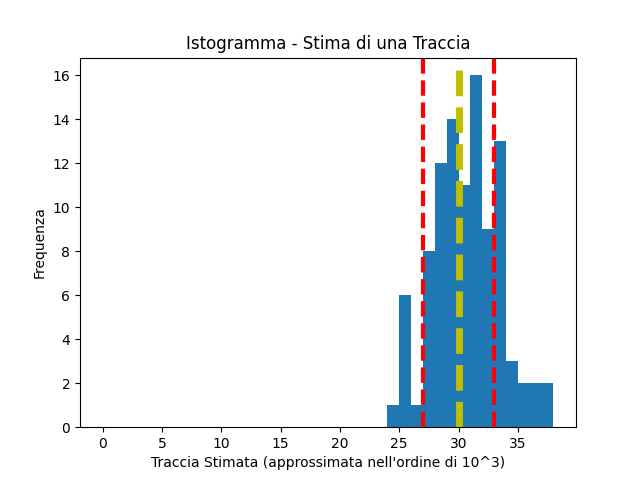 Istogramma - Stima di una Traccia
Frequenza
16
14
12
10
8
6
4
2
0
0 5 10 15 20 25 30 35
Traccia Stimata (approssimata nell'ordine di 10^3)